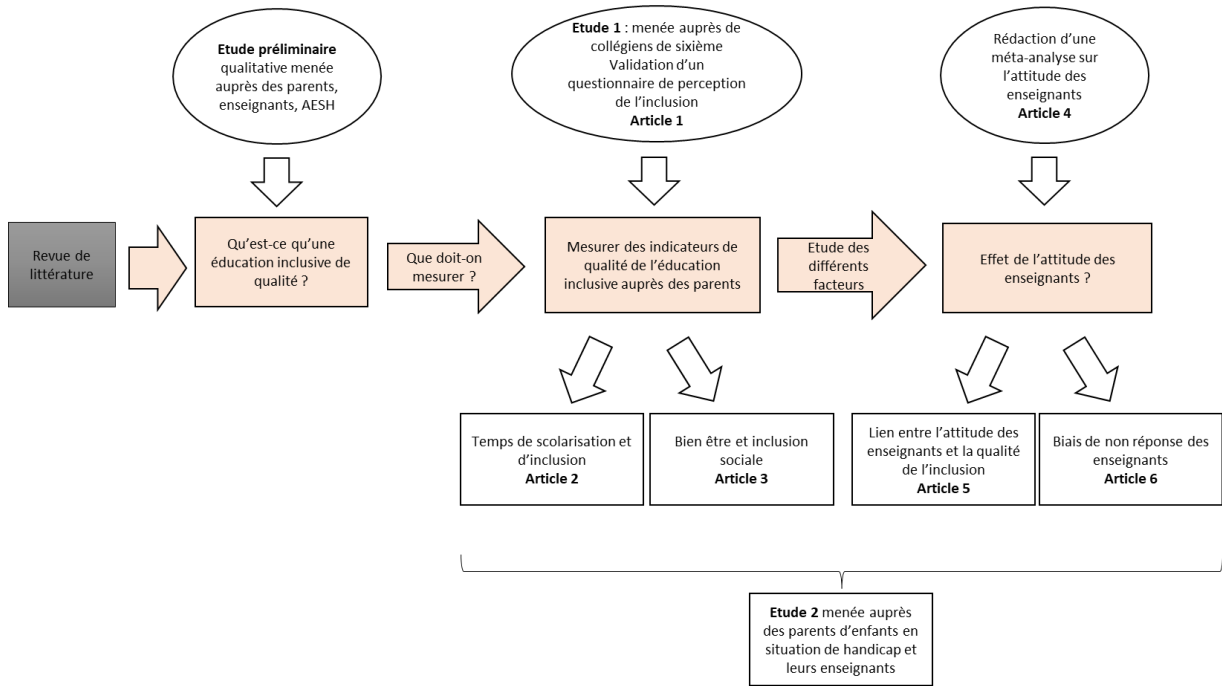 Etude préliminaire
qualitative menée
auprès des parents,
enseignants, AESH
Etude 1 : menée auprès de
collégiens de sixième
Validation d’un
questionnaire de perception
de l’inclusion
Article 1
Rédaction d’une
méta-analyse sur
l’attitude des
enseignants
Article 4
Revue de
littérature
Qu’est-ce qu’une
éducation inclusive de
qualité ?
Que doit-on
mesurer ?
Mesurer des indicateurs de
qualité de l’éducation
inclusive auprès des parents
Etude des
différents
facteurs
Effet de l’attitude des
enseignants ?
Temps de scolarisation et
d’inclusion
Article 2
Bien être et inclusion
sociale
Article 3
Lien entre l’attitude des
enseignants et la qualité
de l’inclusion
Article 5
Biais de non réponse des
enseignants
Article 6
Etude 2 menée auprès
des parents d’enfants en
situation de handicap et
leurs enseignants